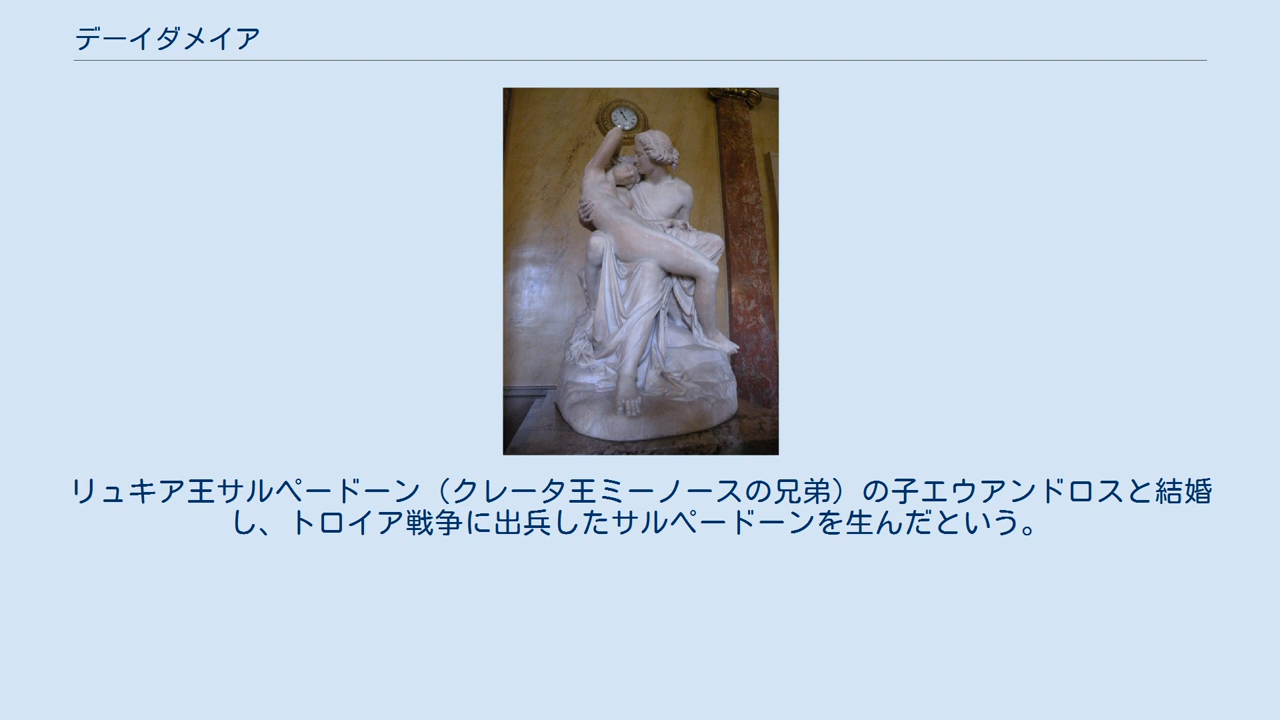 デーイダメイア
リュキア王サルペードーン（クレータ王ミーノースの兄弟）の子エウアンドロスと結婚
し、トロイア戦争に出兵したサルペードーンを生んだという。